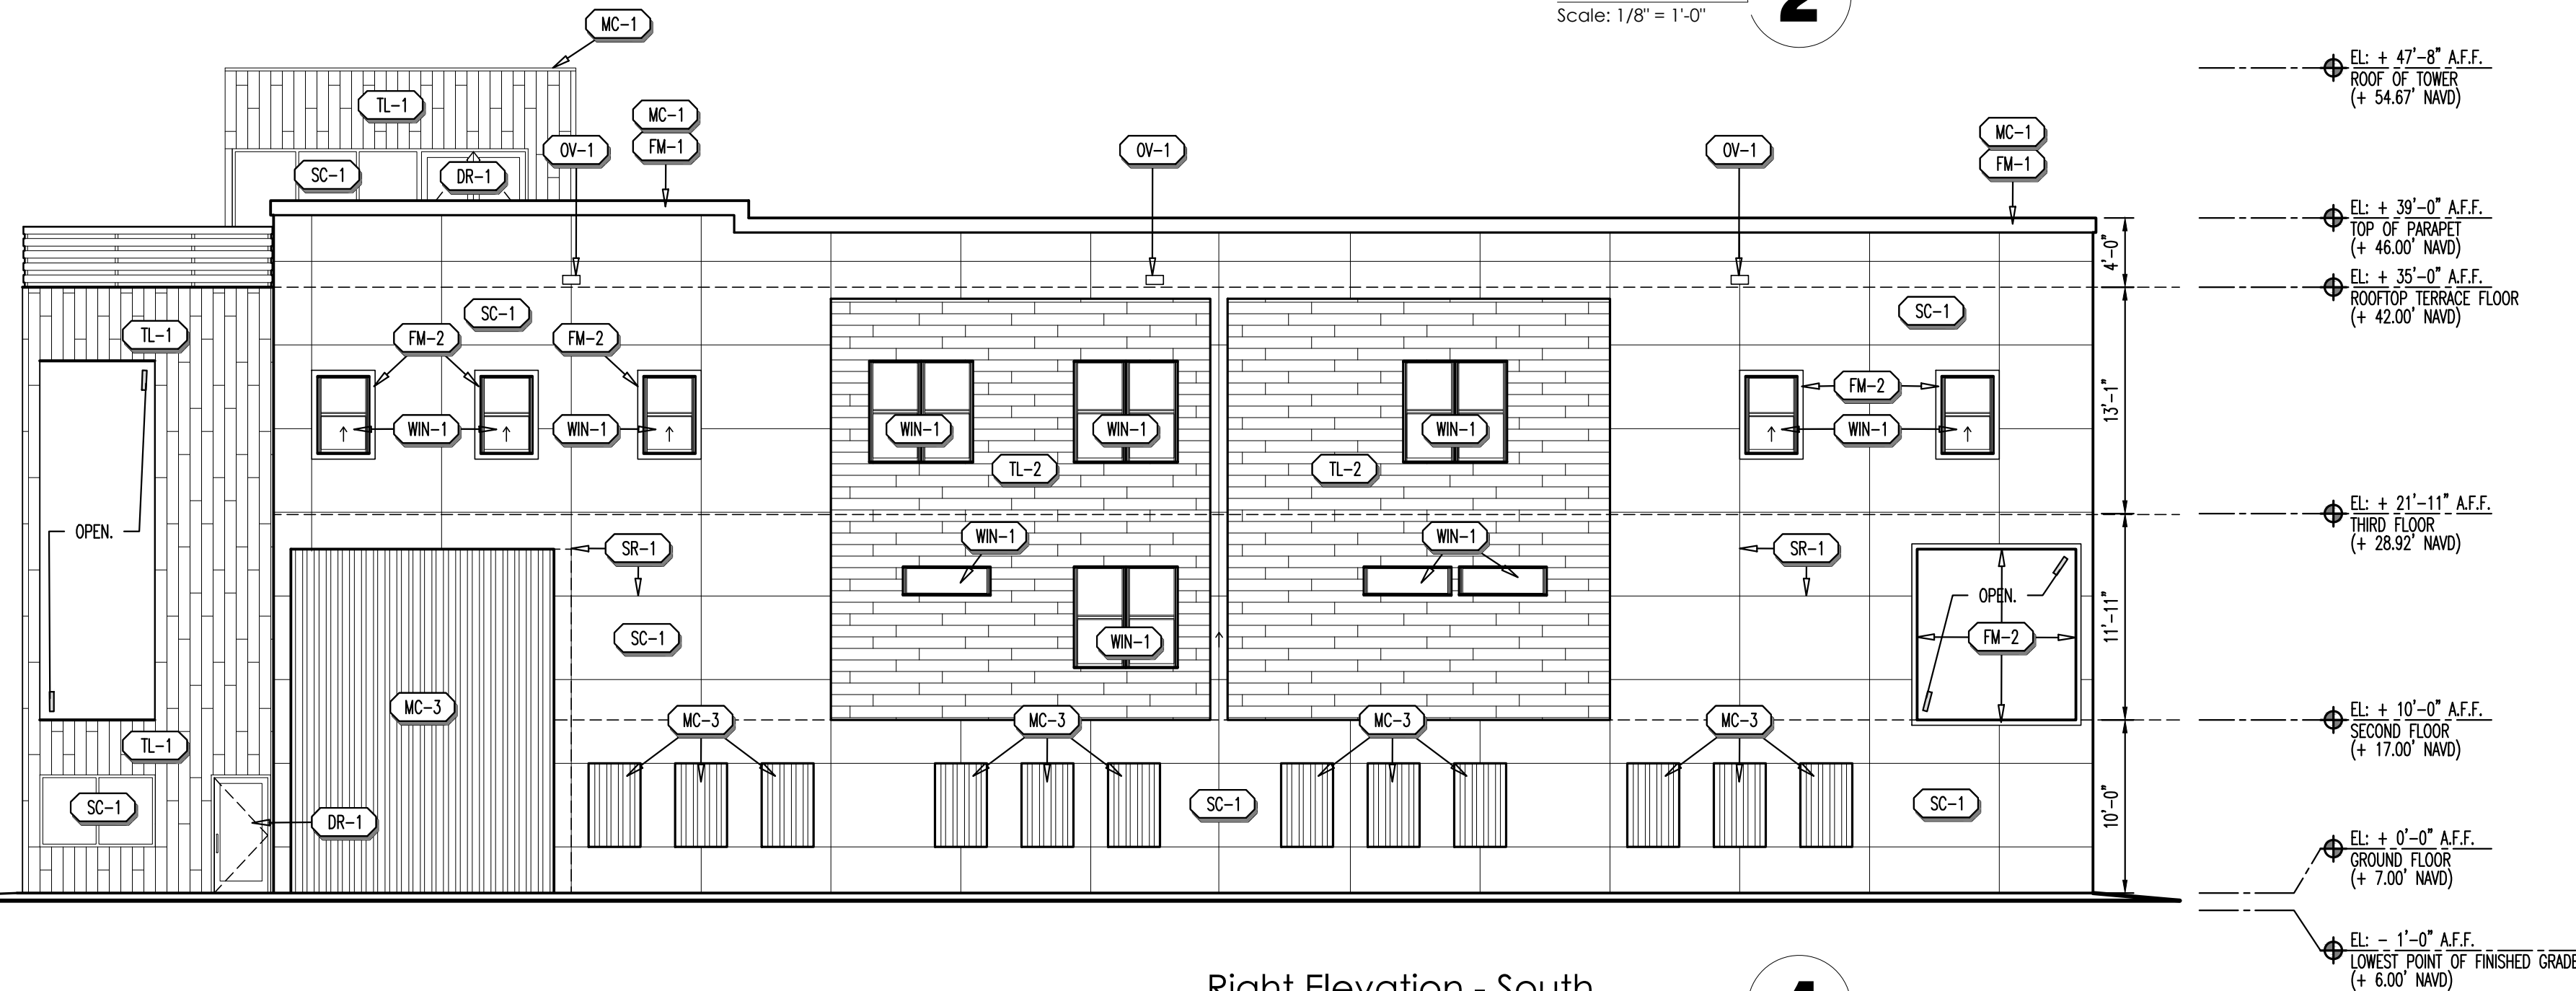 Scale: 1/8" = 1'-0"
2
MC-1
EL: + 47'-8" A.F.F.
ROOF OF TOWER
(+ 54.67' NAVD)
TL-1
MC-1
FM-1
OV-1
OV-1
OV-1
MC-1
FM-1
SC-1
DR-1
EL: + 39'-0" A.F.F.
TOP OF PARAPET
(+ 46.00' NAVD)
4'-0"
EL: + 35'-0" A.F.F.
ROOFTOP TERRACE FLOOR
(+ 42.00' NAVD)
SC-1
SC-1
TL-1
FM-2
FM-2
FM-2
13'-1"
WIN-1
WIN-1
WIN-1
WIN-1
WIN-1
WIN-1
TL-2
TL-2
EL: + 21'-11" A.F.F.
THIRD FLOOR
(+ 28.92' NAVD)
OPEN.
WIN-1
WIN-1
SR-1
SR-1
OPEN.
11'-11"
SC-1
WIN-1
FM-2
MC-3
MC-3
MC-3
MC-3
MC-3
EL: + 10'-0" A.F.F.
SECOND FLOOR
(+ 17.00' NAVD)
TL-1
SC-1
SC-1
SC-1
DR-1
10'-0"
EL: + 0'-0" A.F.F.
GROUND FLOOR
(+ 7.00' NAVD)
EL: - 1'-0" A.F.F.
LOWEST POINT OF FINISHED GRADE
(+ 6.00' NAVD)
Right Elevation - South